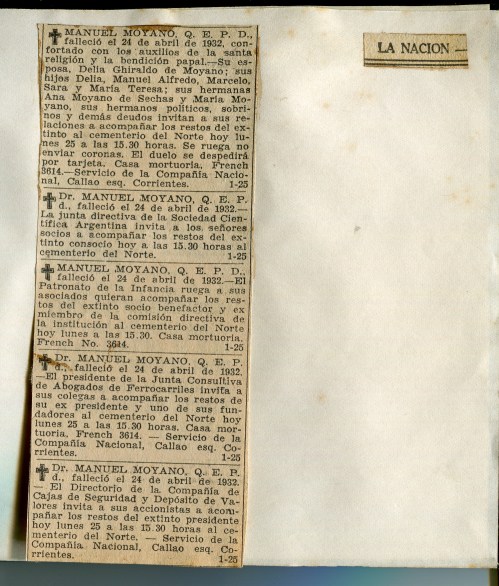 MANUEL MOYANO, Q. E. P. D.,
falleció el 24 de abril de 1932, con-
fortado con los auxilios de la santa
religión y la bendición papal.—Su es-
posa, Delia Ghiraldo de Moyano; sus
hijos Delia, Manuel Alfredo, Marcelo,
Sara y María Teresa; sus hermanas
Ana Moyano de Sechas y María Mo-
yano, sus hermanos políticos, sobri-
nos y demás deudos invitan a sus re-
laciones a acompañar los restos del ex-
tinto al cementerio del Norte hoy lu-
nes 25 a las 15.30 horas. Se ruega no
enviar coronas. El duelo se despedirá
por tarjeta. Casa mortuoria, French
3614.—Servicio de la Compañía Nacio-
nal, Callao esq. Corrientes. 1-25
Dr. MANUEL MOYANO, Q. E. P.
d., falleció el 24 de abril de 1932.—
La junta directiva de la Sociedad Cien-
tífica Argentina invita a los señores
socios a acompañar los restos del ex-
tinto consocio hoy a las 15.30 horas al
cementerio del Norte. 1-25
MANUEL MOYANO, Q. E. P. D.,
falleció el 24 de abril de 1932.—El
Patronato de la Infancia ruega a sus
asociados quieran acompañar los res-
tos del extinto socio benefactor y ex
miembro de la comisión directiva de
la institución al cementerio del Norte
hoy lunes a las 15.30. Casa mortuoria.
French No. 3614. 1-25
Dr. MANUEL MOYANO, Q. E. P.
d., falleció el 24 de abril de 1932.
—El presidente de la Junta Consultiva
de Abogados de Ferrocarriles invita a
sus colegas a acompañar los restos de
su ex presidente y uno de sus fun-
dadores al cementerio del Norte hoy
lunes 25 a las 15.30 horas. Casa mor-
tuoria, French 3614. — Servicio de la
Compañía Nacional, Callao esq. Co-
rrientes. 1-25
Dr. MANUEL MOYANO, Q. E. P.
d., falleció el 24 de abril de 1932.
— El Directorio de la Compañía de
Cajas de Seguridad y Depósito de Va-
lores invita a sus accionistas a acom-
pañar los restos del extinto presidente
hoy lunes 25 a las 15 30 horas al ce-
menterio del Norte. — Servicio de la
Compañía Nacional, Callao esq. Co-
rrientes. 1-25
LA NACION —